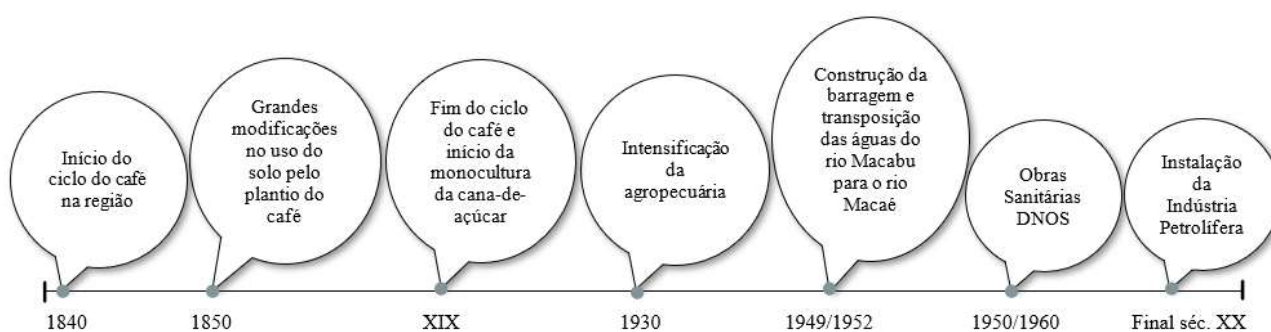 Início do
ciclo do café
na região
Grandes
modificações
no uso do
solo pelo
plantio do
café
Fim do ciclo
do café e
início da
monocultura
da cana-de-
açúcar
Intensificação
da
agropecuária
Construção da
barragem e
transposição
das águas do
rio Macabu
para o rio
Macaé
Obras
Sanitárias
DNOS
Instalação
da
Indústria
Petrolífera
1840
1850
XIX
1930
1949/1952
1950/1960
Final séc. XX